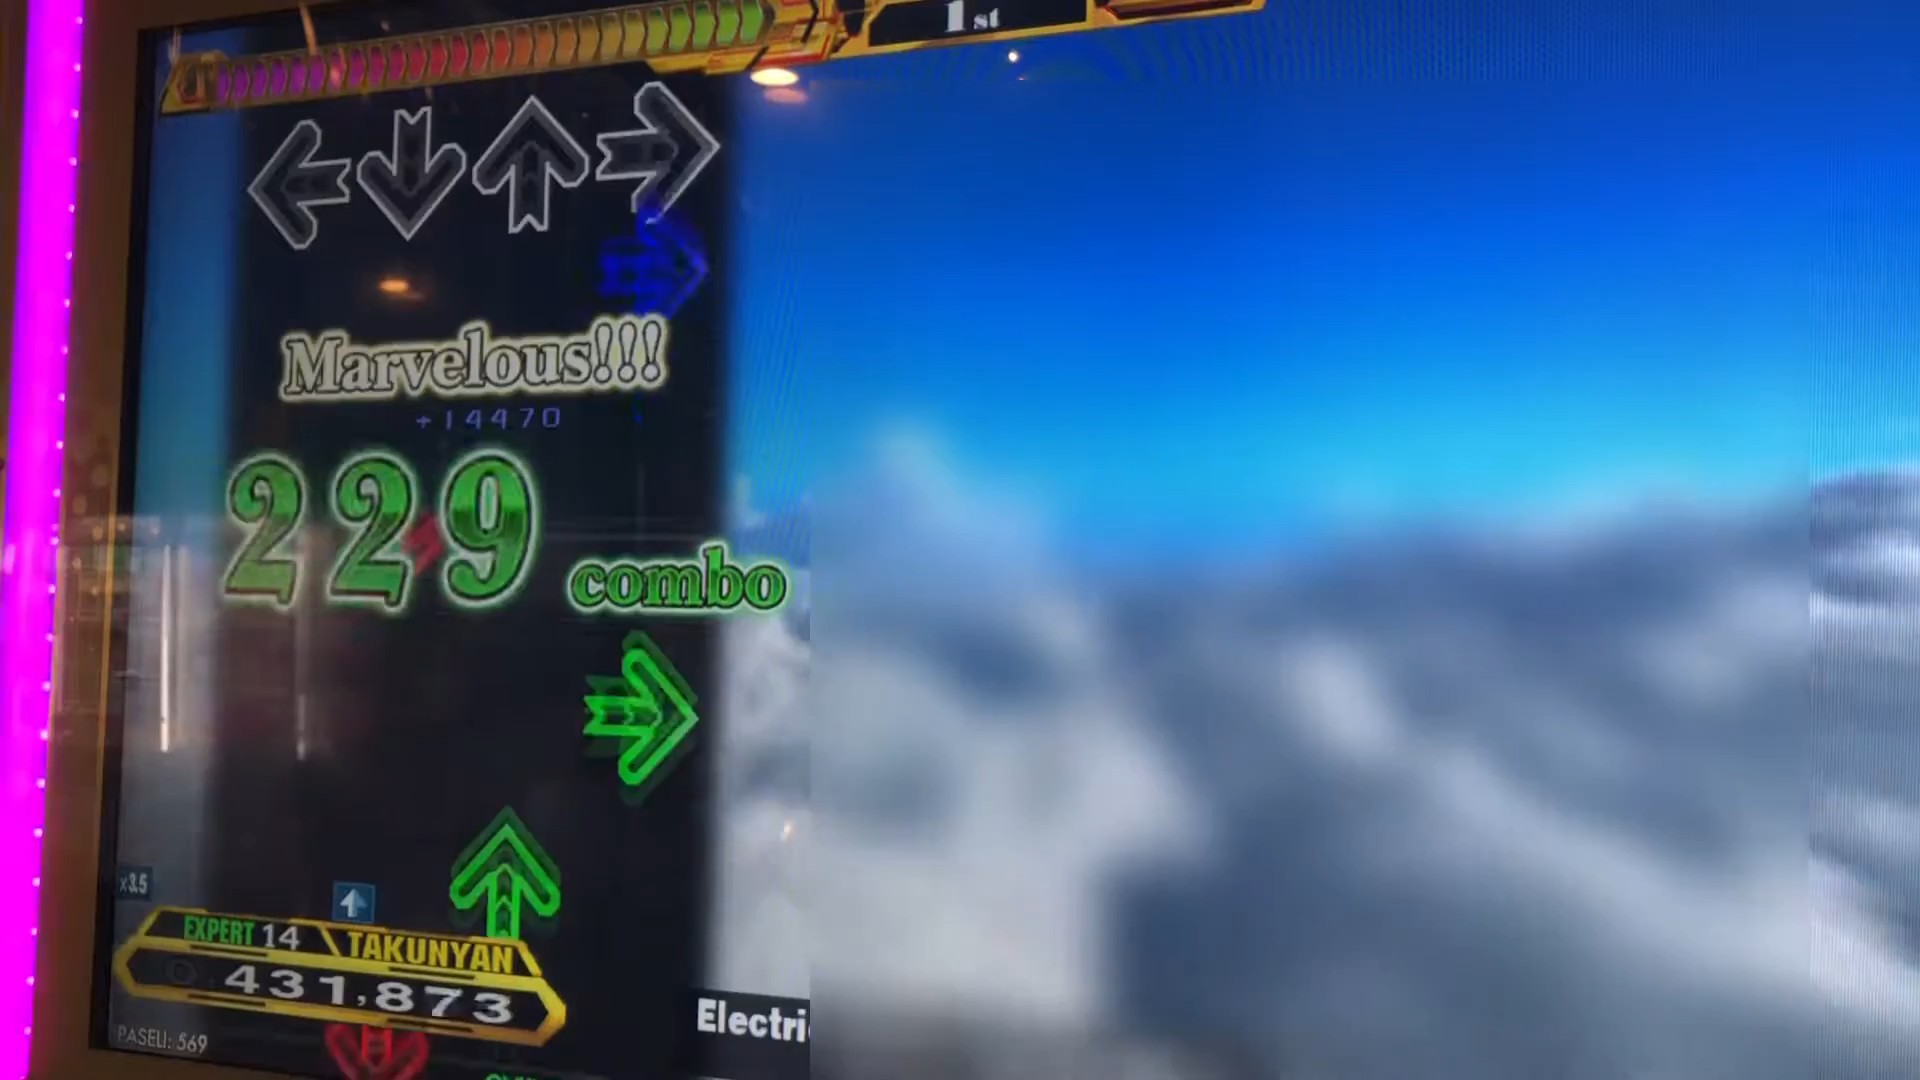 1st
Marvelous!!!
+14470
229 combo
x3.5
EXPERT 14 TAKUNYAN
431,873
PASELI: 569
Electri